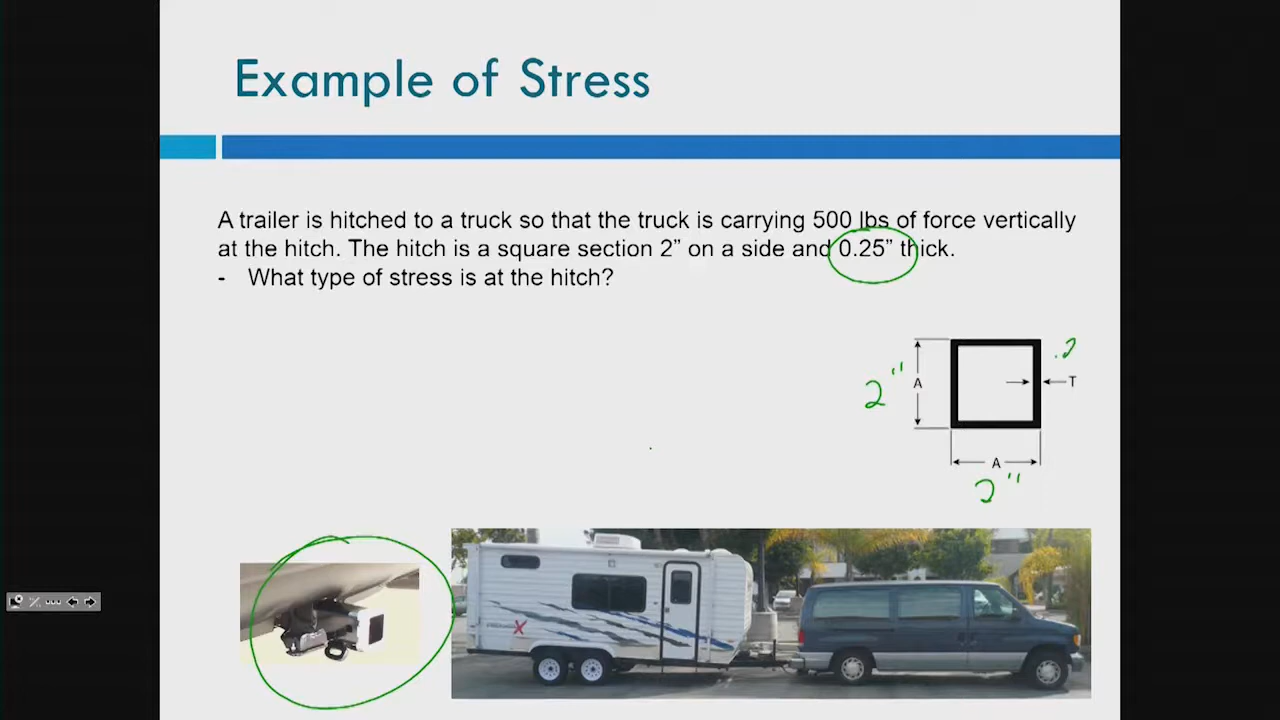 Example of Stress
A trailer is hitched to a truck so that the truck is carrying 500 lbs of force vertically
at the hitch. The hitch is a square section 2” on a side and 0.25” thick.
- What type of stress is at the hitch?
.2
2" A
T
A
2"
X